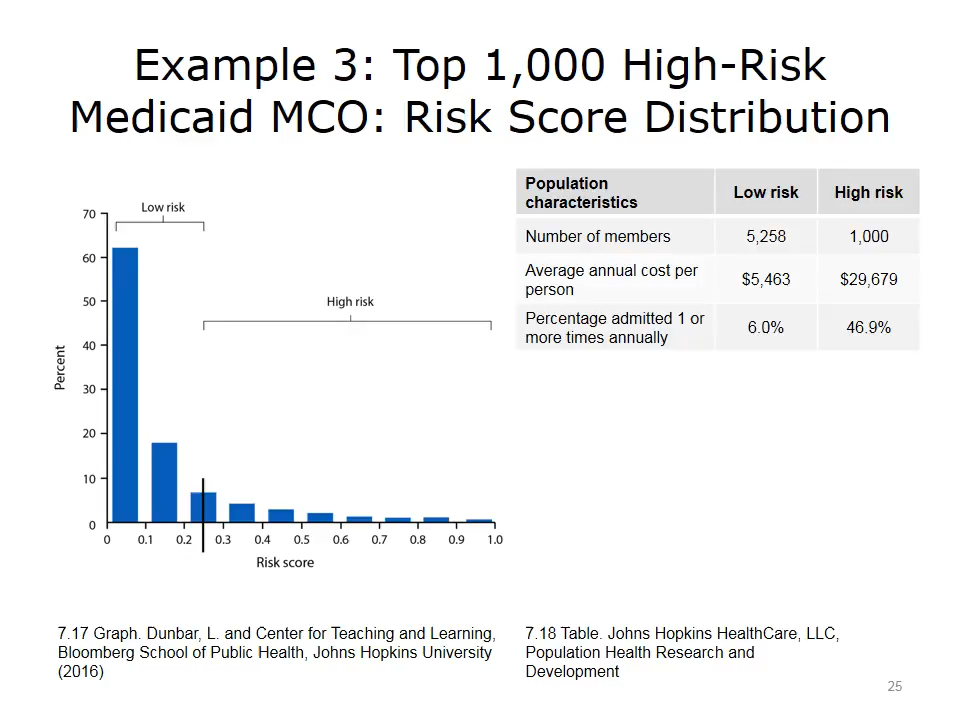 Example 3: Top 1,000 High-Risk
Medicaid MCO: Risk Score Distribution
Low risk
High risk
Percent
70
60
50
40
30
20
10
0
0 0.1 0.2 0.3 0.4 0.5 0.6 0.7 0.8 0.9 1.0
Risk score
Population characteristics Low risk High risk
Number of members 5,258 1,000
Average annual cost per person $5,463 $29,679
Percentage admitted 1 or more times annually 6.0% 46.9%
7.17 Graph. Dunbar, L. and Center for Teaching and Learning,
Bloomberg School of Public Health, Johns Hopkins University
(2016)
7.18 Table. Johns Hopkins HealthCare, LLC,
Population Health Research and
Development
25